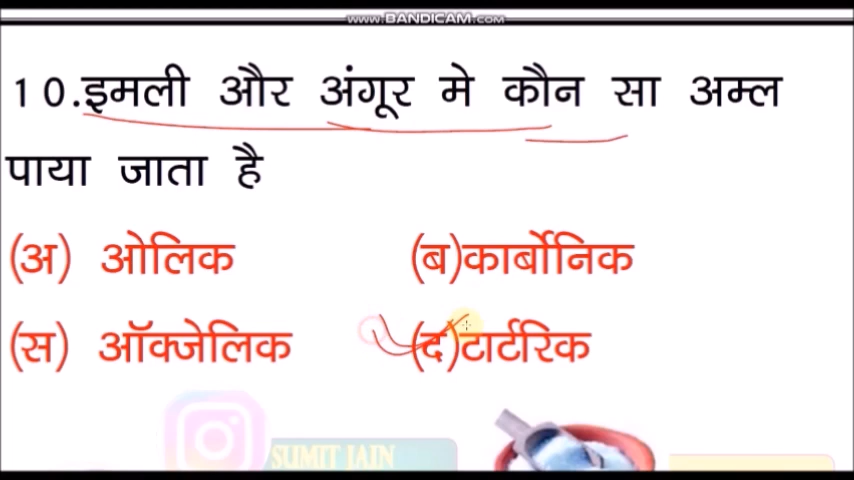 www.BANDICAM.com
10.इमली और अंगूर मे कौन सा अम्ल
पाया जाता है
(अ) ओलिक (ब)कार्बोनिक
(स) ऑक्जेलिक (द)टार्टरिक
SUMIT JAIN